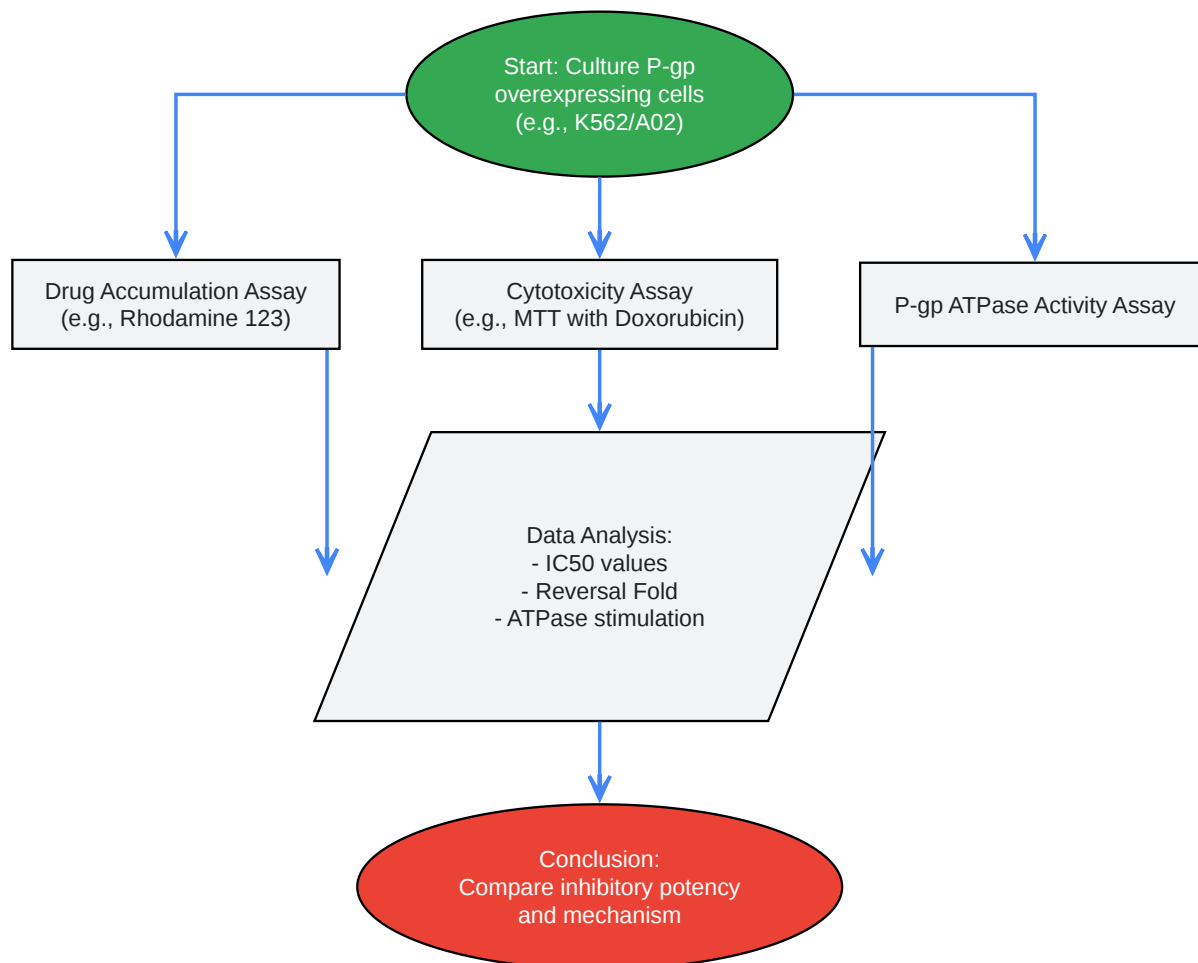 Start: Culture P-gp
overexpressing cells
(e.g., K562/A02)
Drug Accumulation Assay
(e.g., Rhodamine 123)
Cytotoxicity Assay
(e.g., MTT with Doxorubicin)
P-gp ATPase Activity Assay
Data Analysis:
- IC50 values
- Reversal Fold
- ATPase stimulation
Conclusion:
Compare inhibitory potency
and mechanism